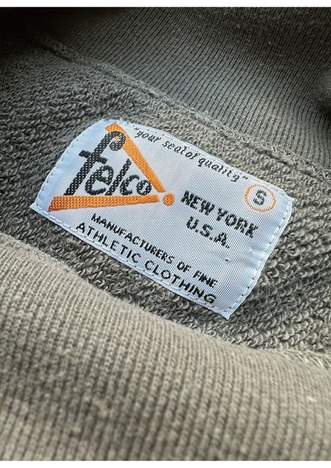 "your seal of quality"
felco
S
NEW YORK
U.S.A.
MANUFACTURERS OF FINE
ATHLETIC CLOTHING